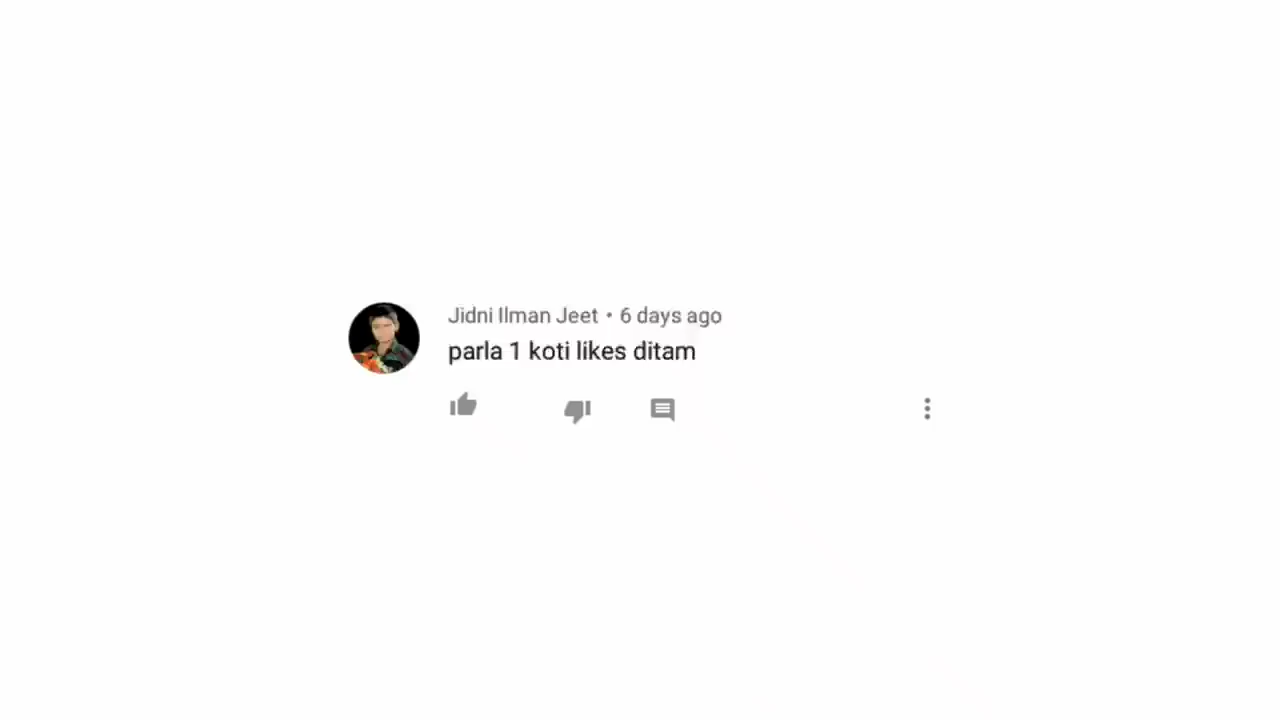 Jidni Ilman Jeet • 6 days ago
parla 1 koti likes ditam